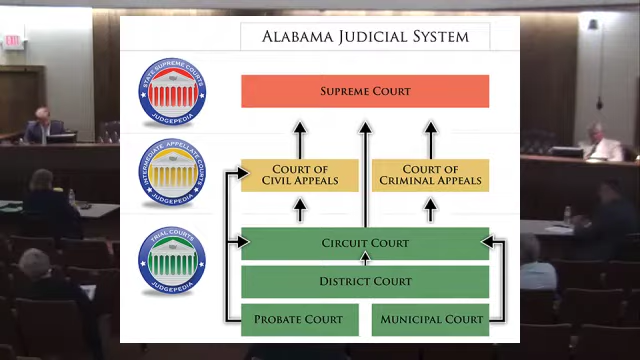 EXIT
ALABAMA JUDICIAL SYSTEM
STATE SUPREME COURTS
JUDGEPEDIA
SUPREME COURT
INTERMEDIATE APPELLATE COURTS
JUDGEPEDIA
COURT OF
CIVIL APPEALS
COURT OF
CRIMINAL APPEALS
TRIAL COURTS
JUDGEPEDIA
CIRCUIT COURT
DISTRICT COURT
PROBATE COURT
MUNICIPAL COURT